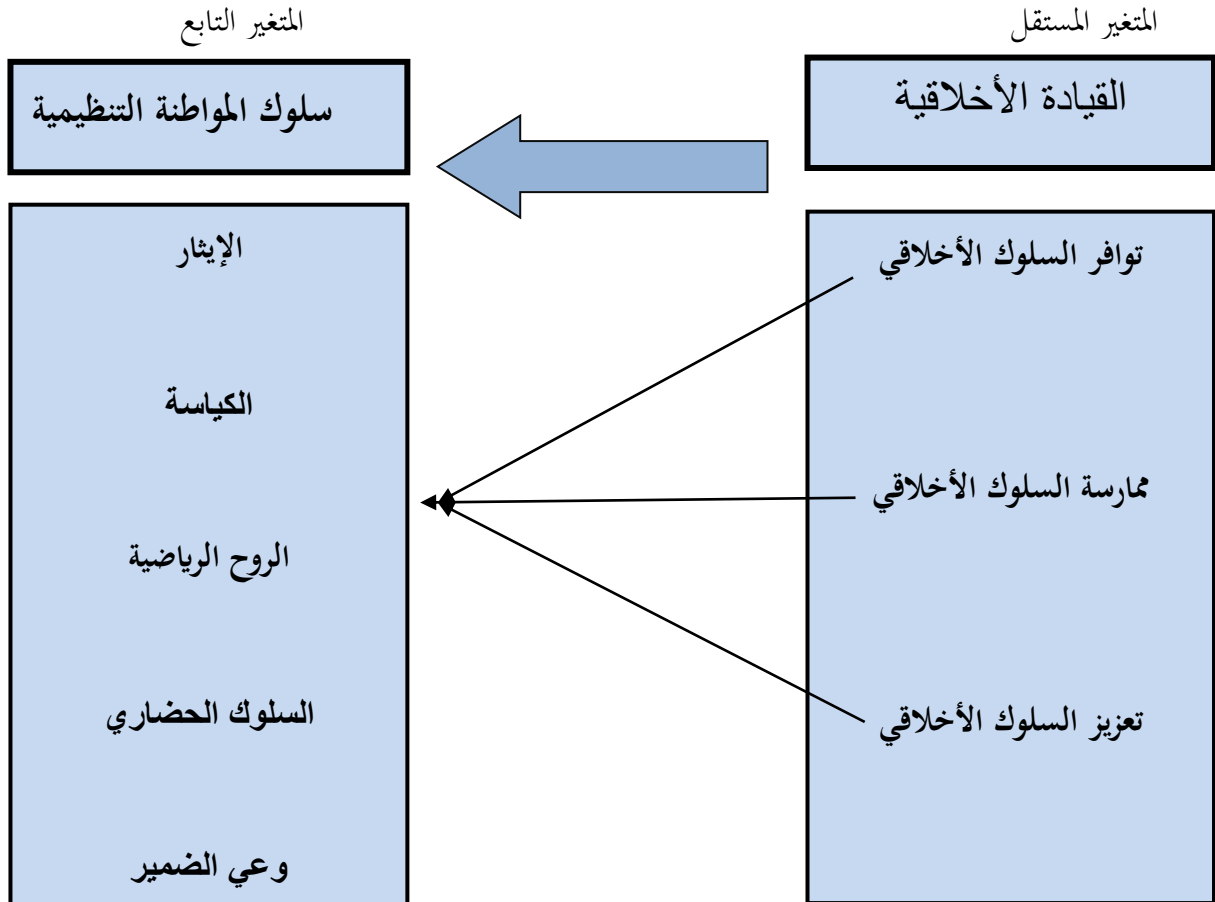 المتغير المستقل
المتغير التابع
القيادة الأخلاقية
سلوك المواطنة التنظيمية
توافر السلوك الأخلاقي
ممارسة السلوك الأخلاقي
تعزيز السلوك الأخلاقي
الإيثار
الكياسة
الروح الرياضية
السلوك الحضاري
وعي الضمير